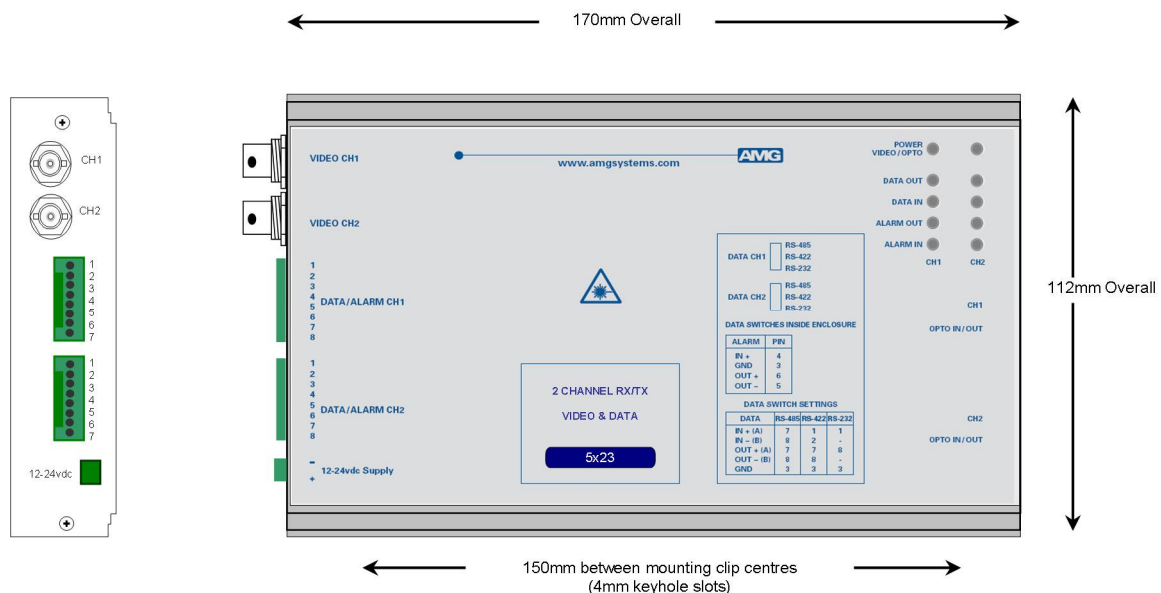 170mm Overall
CH1
CH2
1
2
3
4
5
6
7
1
2
3
4
5
6
7
12-24vdc
VIDEO CH1
VIDEO CH2
1
2
3
4
5
6
7
8
DATA/ALARM CH1
1
2
3
4
5
6
7
8
DATA/ALARM CH2
–
+
12-24vdc Supply
www.amgsystems.com
AMG
2 CHANNEL RX/TX
VIDEO & DATA
5x23
POWER
VIDEO/OPTO
DATA OUT
DATA IN
ALARM OUT
ALARM IN
CH1 CH2
DATA CH1
RS-485
RS-422
RS-232
DATA CH2
RS-485
RS-422
RS-232
DATA SWITCHES INSIDE ENCLOSURE
ALARM PIN
IN + 4
GND 3
OUT + 6
OUT – 5
DATA SWITCH SETTINGS
DATA RS-485 RS-422 RS-232
IN + (A) 7 1 1
IN – (B) 8 2 -
OUT + (A) 7 7 8
OUT – (B) 8 8 -
GND 3 3 3
CH1
OPTO IN/OUT
CH2
OPTO IN/OUT
112mm Overall
150mm between mounting clip centres
(4mm keyhole slots)